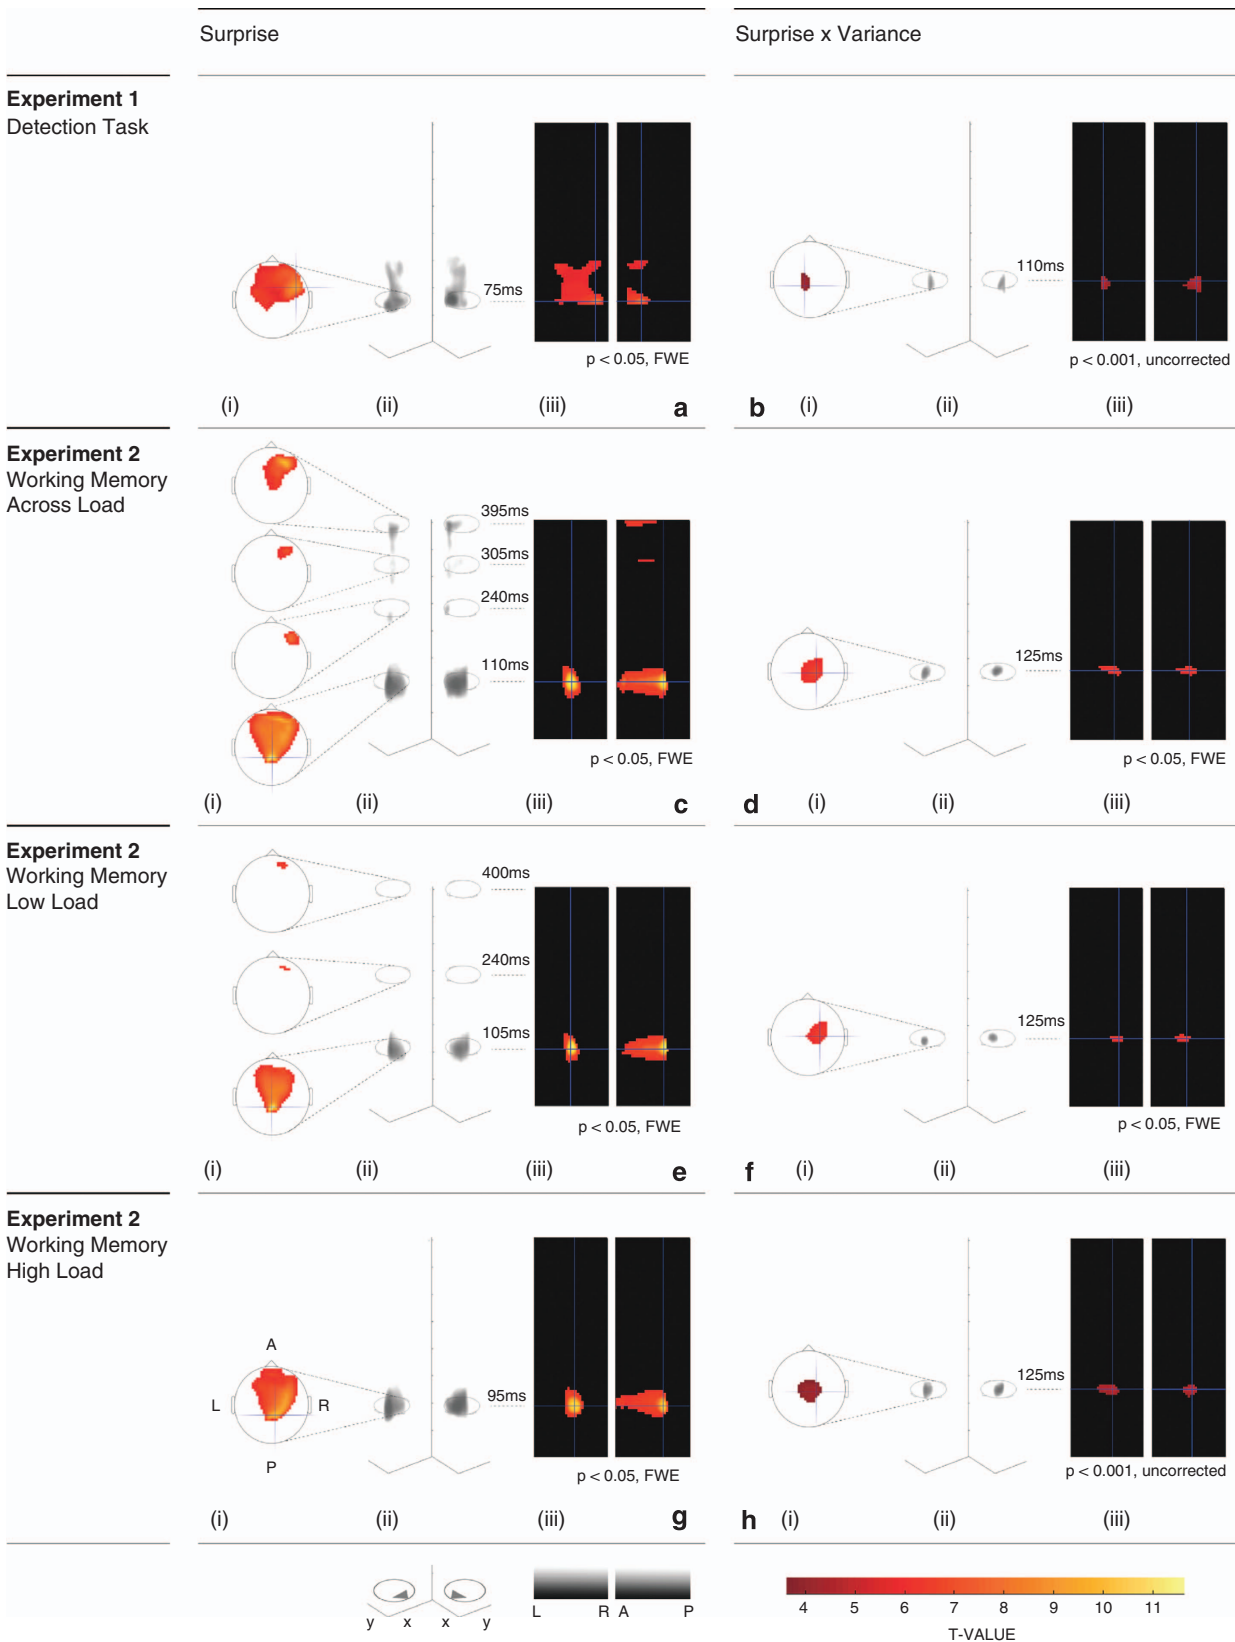 Surprise
Surprise x Variance
Experiment 1
Detection Task
75ms
p < 0.05, FWE
(i) (ii) (iii) a
110ms
p < 0.001, uncorrected
b (i) (ii) (iii)
Experiment 2
Working Memory
Across Load
395ms
305ms
240ms
110ms
p < 0.05, FWE
(i) (ii) (iii) c
125ms
p < 0.05, FWE
d (i) (ii) (iii)
Experiment 2
Working Memory
Low Load
400ms
240ms
105ms
p < 0.05, FWE
(i) (ii) (iii) e
125ms
p < 0.05, FWE
f (i) (ii) (iii)
Experiment 2
Working Memory
High Load
A
L R
P
95ms
p < 0.05, FWE
(i) (ii) (iii) g
125ms
p < 0.001, uncorrected
h (i) (ii) (iii)
y x x y
L R A P
4 5 6 7 8 9 10 11
T-VALUE